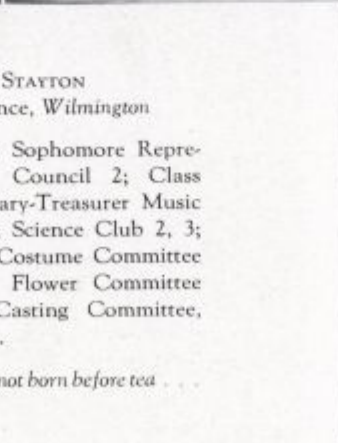 STAYTON
nce, Wilmington
Sophomore Repre-
Council 2; Class
ary-Treasurer Music
Science Club 2, 3;
Costume Committee
Flower Committee
Casting Committee,
.
not born before tea . . .